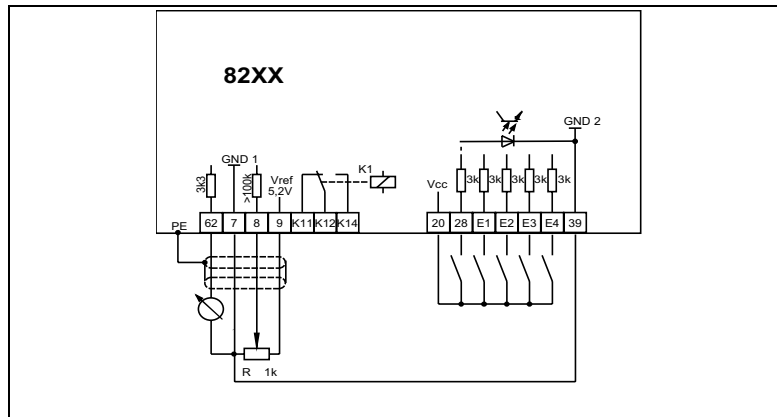 82XX
GND 2
GND 1
K1
3k3
>100k
Vref
5,2V
Vcc
3k
3k
3k
3k
3k
PE
62
7
8
9
K11
K12
K14
20
28
E1
E2
E3
E4
39
R 1k